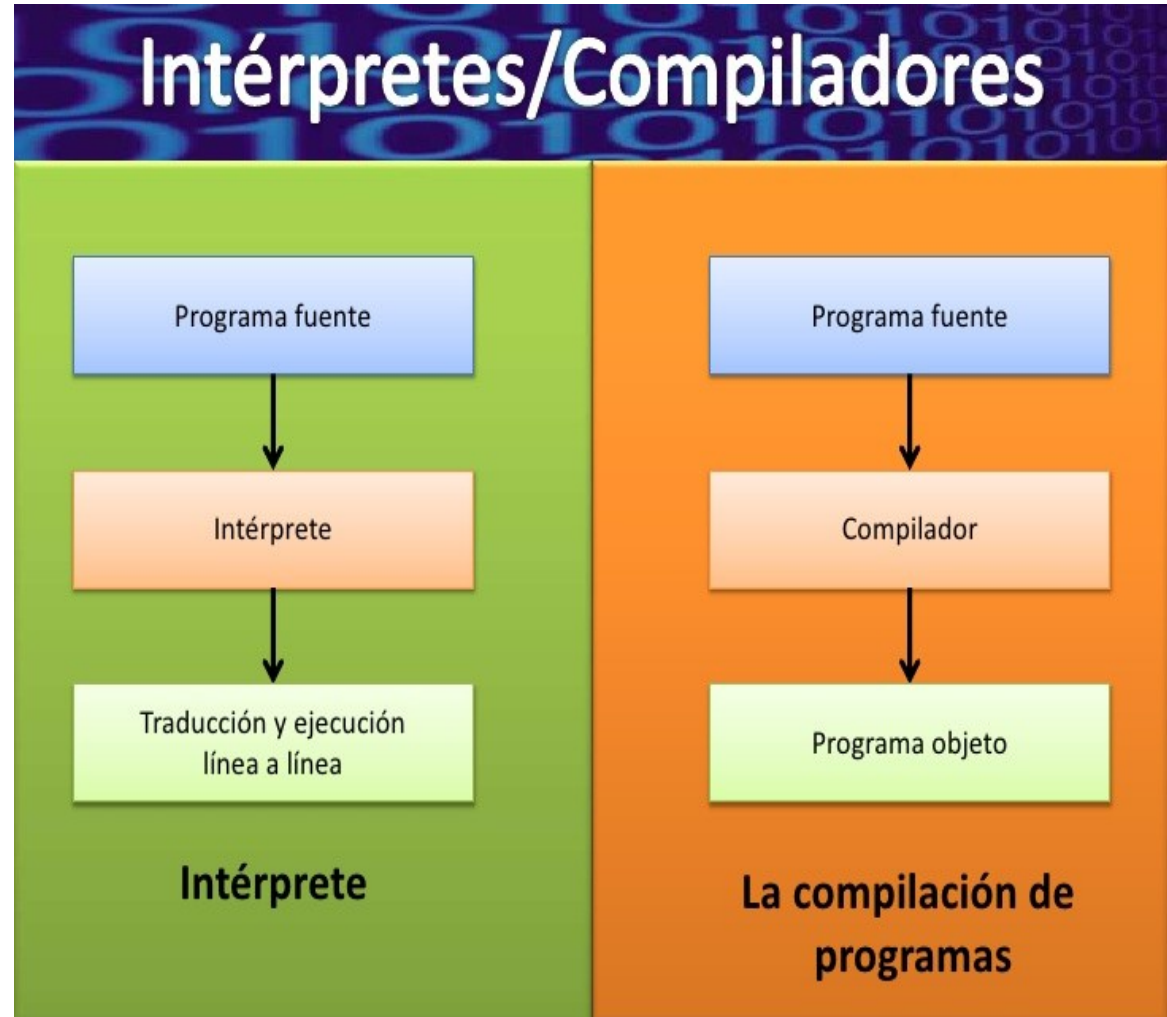 Intérpretes/Compiladores
Programa fuente
Intérprete
Traducción y ejecución
línea a línea
Intérprete
Programa fuente
Compilador
Programa objeto
La compilación de
programas